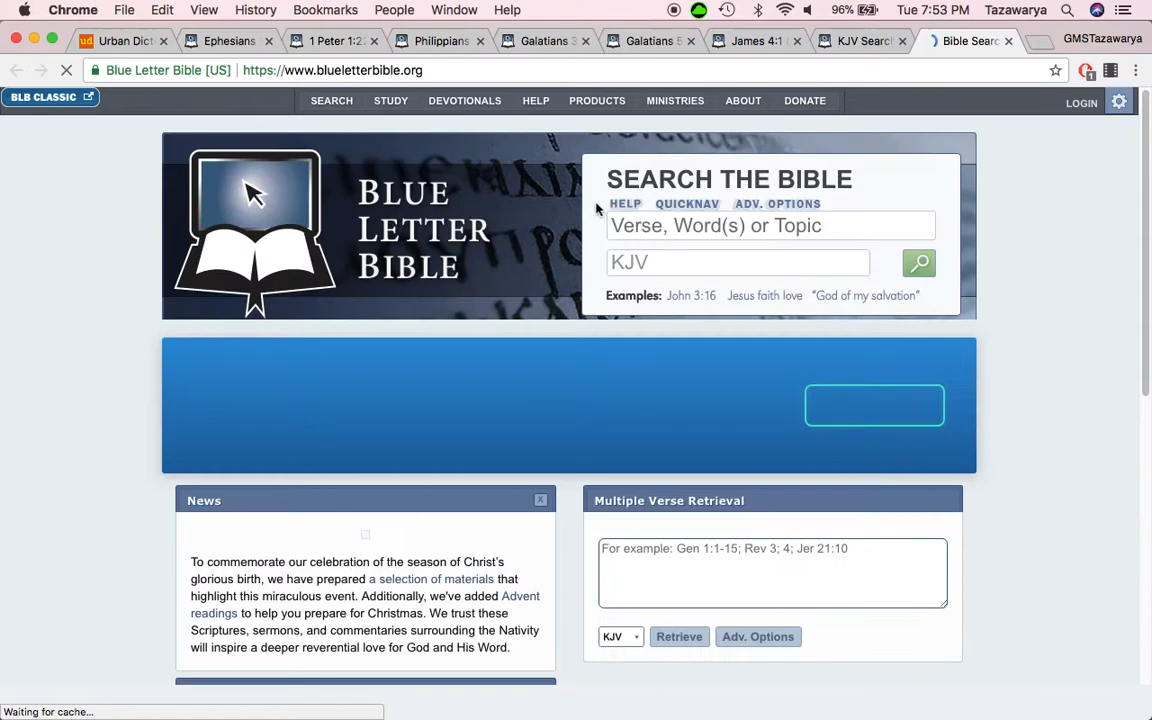 Chrome File Edit View History Bookmarks People Window Help 96% Tue 7:53 PM Tazawarya
ud Urban Dict Ephesians 1 Peter 1:2 Philippians Galatians 3 Galatians 5 James 4:1 KJV Search Bible Searc GMSTazawarya
Blue Letter Bible [US] https://www.blueletterbible.org
BLB CLASSIC SEARCH STUDY DEVOTIONALS HELP PRODUCTS MINISTRIES ABOUT DONATE LOGIN
BLUE
LETTER
BIBLE
SEARCH THE BIBLE
HELP QUICKNAV ADV. OPTIONS
Verse, Word(s) or Topic
KJV
Examples: John 3:16 Jesus faith love “God of my salvation”
News X
To commemorate our celebration of the season of Christ's
glorious birth, we have prepared a selection of materials that
highlight this miraculous event. Additionally, we've added Advent
readings to help you prepare for Christmas. We trust these
Scriptures, sermons, and commentaries surrounding the Nativity
will inspire a deeper reverential love for God and His Word.
Multiple Verse Retrieval
For example: Gen 1:1-15; Rev 3; 4; Jer 21:10
KJV Retrieve Adv. Options
Waiting for cache...